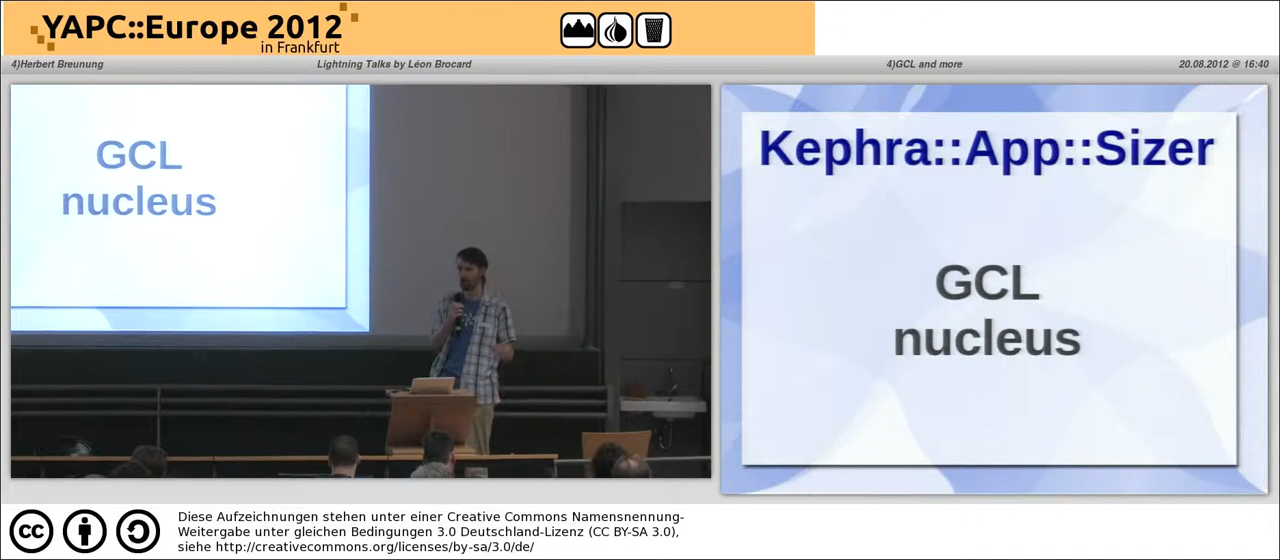 YAPC::Europe 2012
in Frankfurt
4)Herbert Breunung
Lightning Talks by Léon Brocard
4)GCL and more
20.08.2012 @ 16:40
GCL
nucleus
Kephra::App::Sizer
GCL
nucleus
cc
Diese Aufzeichnungen stehen unter einer Creative Commons Namensnennung-
Weitergabe unter gleichen Bedingungen 3.0 Deutschland-Lizenz (CC BY-SA 3.0),
siehe http://creativecommons.org/licenses/by-sa/3.0/de/